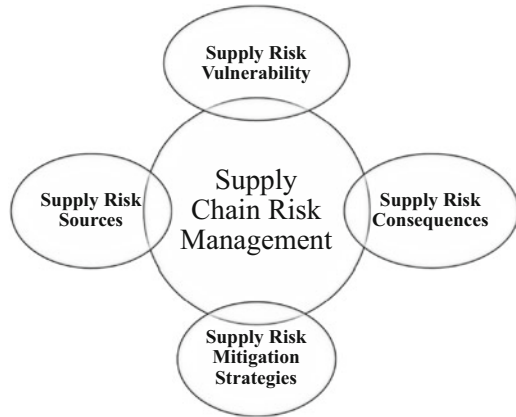 Supply Risk
Vulnerability
Supply Risk
Sources
Supply
Chain Risk
Management
Supply Risk
Consequences
Supply Risk
Mitigation
Strategies